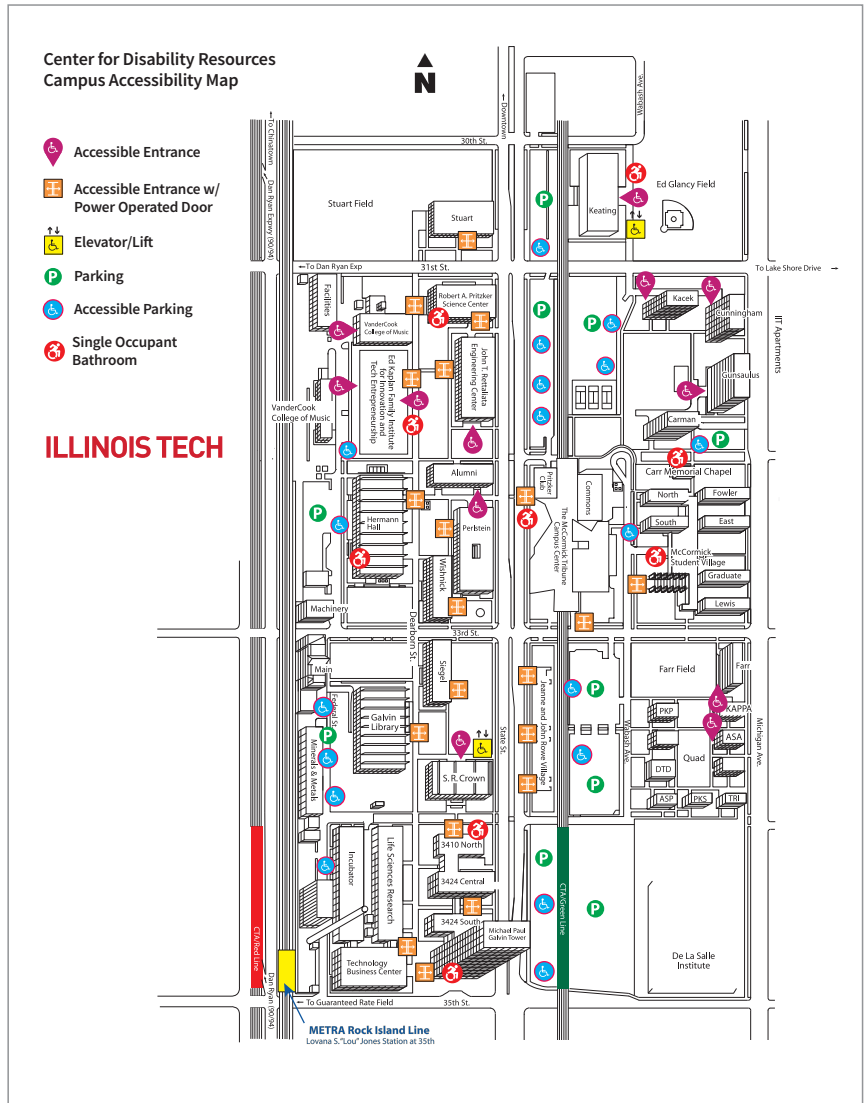 Center for Disability Resources
Campus Accessibility Map
N
Accessible Entrance
Accessible Entrance w/
Power Operated Door
Elevator/Lift
P
Parking
Accessible Parking
Single Occupant
Bathroom
ILLINOIS TECH
← To Chinatown
Dan Ryan Expwy (90/94)
← Downtown
Wabash Ave.
30th St.
Stuart Field
Stuart
Keating
Ed Glancy Field
P
← To Dan Ryan Exp
31st St.
To Lake Shore Drive →
Facilities
VanderCook
College of Music
Robert A. Pritzker
Science Center
P
P
Kacek
Cunningham
IIT Apartments
Ed Kaplan Family Institute
for Innovation and
Tech Entrepreneurship
John T. Rettaliata
Engineering Center
Gunsaulus
VanderCook
College of Music
Carman
P
Alumni
Pritzker
Club
Commons
Carr Memorial Chapel
P
Hermann
Hall
Perlstein
The McCormick Tribune
Campus Center
North
Fowler
South
East
Wishnick
McCormick
Student Village
Graduate
Machinery
Lewis
Dearborn St.
33rd St.
Main
Siegel
Farr Field
Farr
Federal St.
Galvin
Library
State St.
Jeanne and John Rowe Village
P
Wabash Ave.
PKP
KAPPA
Michigan Ave.
P
Minerals & Metals
ASA
Quad
S. R. Crown
P
DTD
ASP
PKS
TRI
Incubator
Life Sciences Research
3410 North
P
3424 Central
CTA/Red Line
CTA/Green Line
3424 South
P
Michael Paul
Galvin Tower
Technology
Business Center
De La Salle
Institute
Dan Ryan (90/94)
← To Guaranteed Rate Field
35th St.
METRA Rock Island Line
Lovana S."Lou" Jones Station at 35th